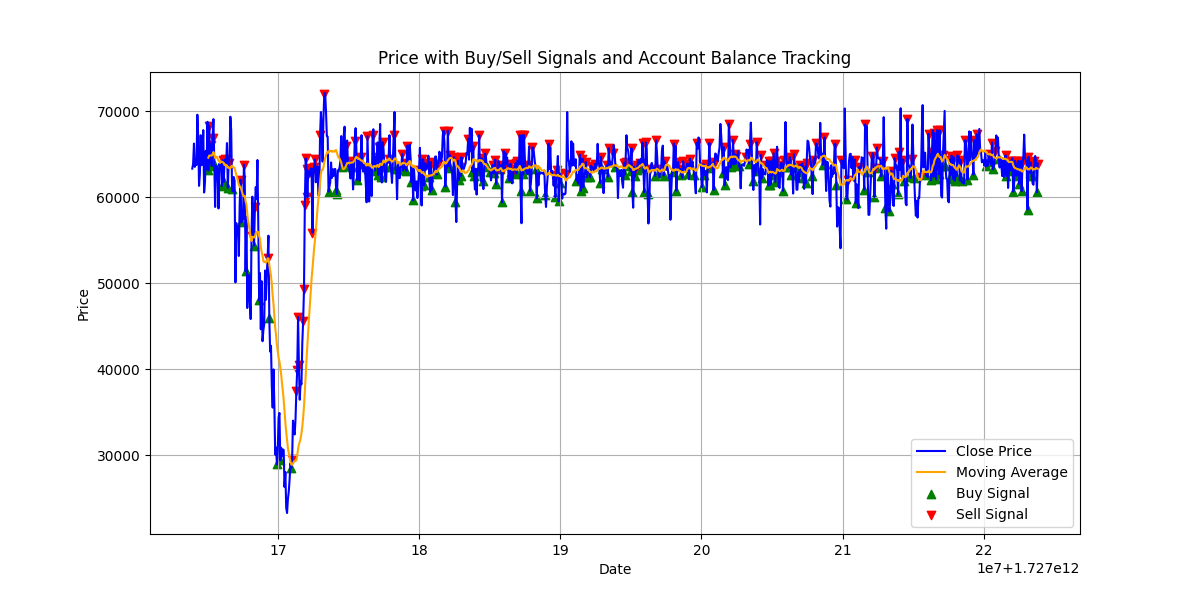 Price with Buy/Sell Signals and Account Balance Tracking
Price
70000
60000
50000
40000
30000
17 18 19 20 21 22
Date
1e7+1.727e12
Close Price
Moving Average
Buy Signal
Sell Signal